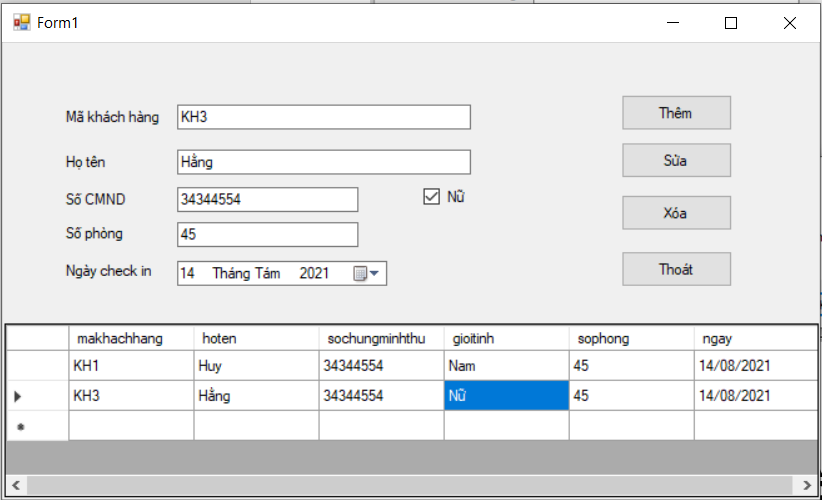 Form1
Mã khách hàng KH3 Thêm
Họ tên Hằng Sửa
Số CMND 34344554 Nữ
Xóa
Số phòng 45
Ngày check in 14 Tháng Tám 2021 Thoát
makhachhang hoten sochungminhthu gioitinh sophong ngay
KH1 Huy 34344554 Nam 45 14/08/2021
KH3 Hằng 34344554 Nữ 45 14/08/2021